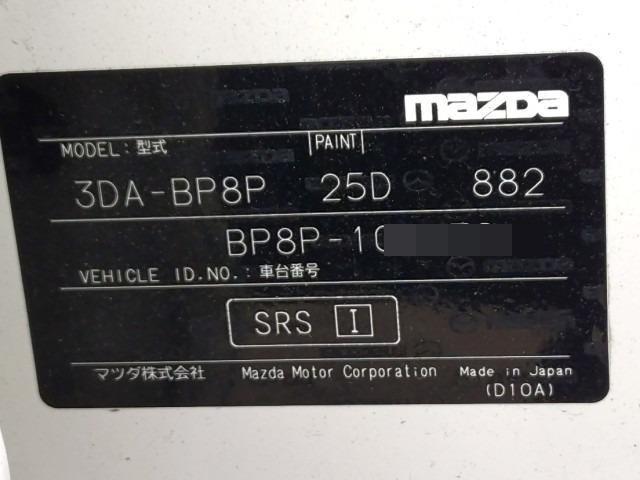 mazda
MODEL: 型式 PAINT
3DA-BP8P 25D 882
BP8P-10
VEHICLE ID.NO.: 車台番号
SRS I
マツダ株式会社 Mazda Motor Corporation Made in Japan
(D10A)